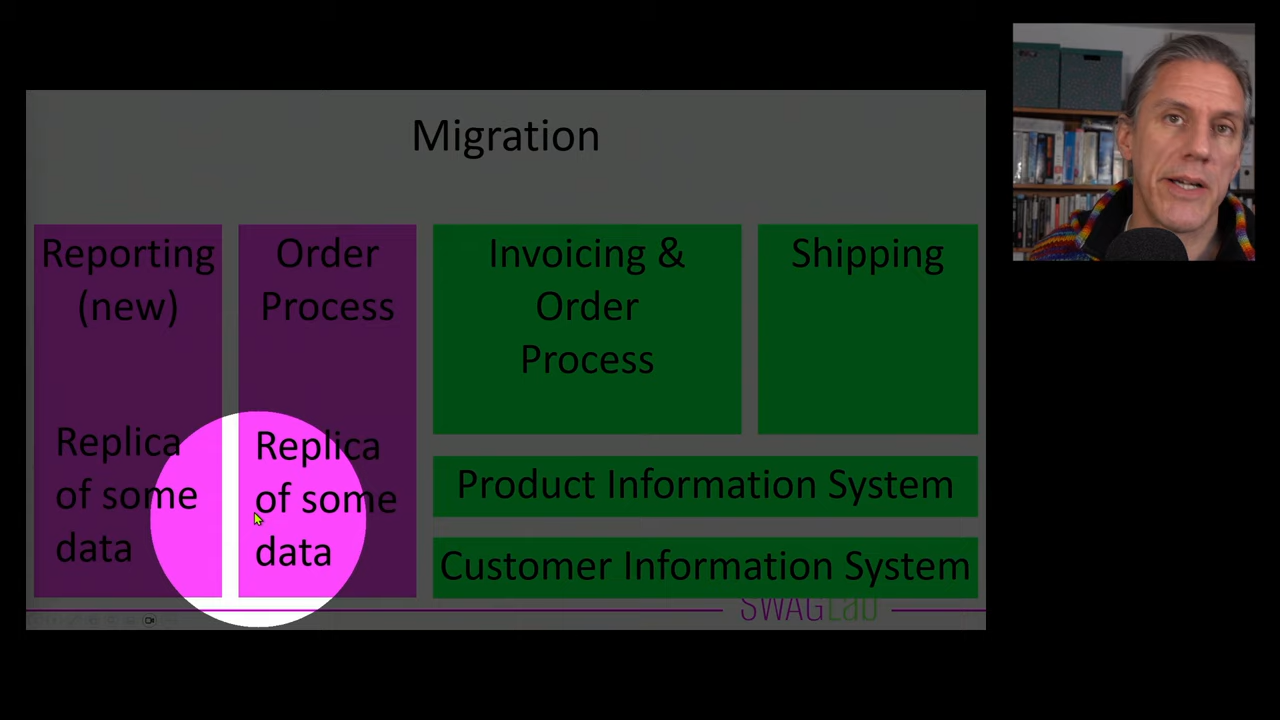 Migration
Reporting
(new)
Replica
of some
data
Order
Process
Replica
of some
data
Invoicing &
Order
Process
Shipping
Product Information System
Customer Information System
SWAGLab